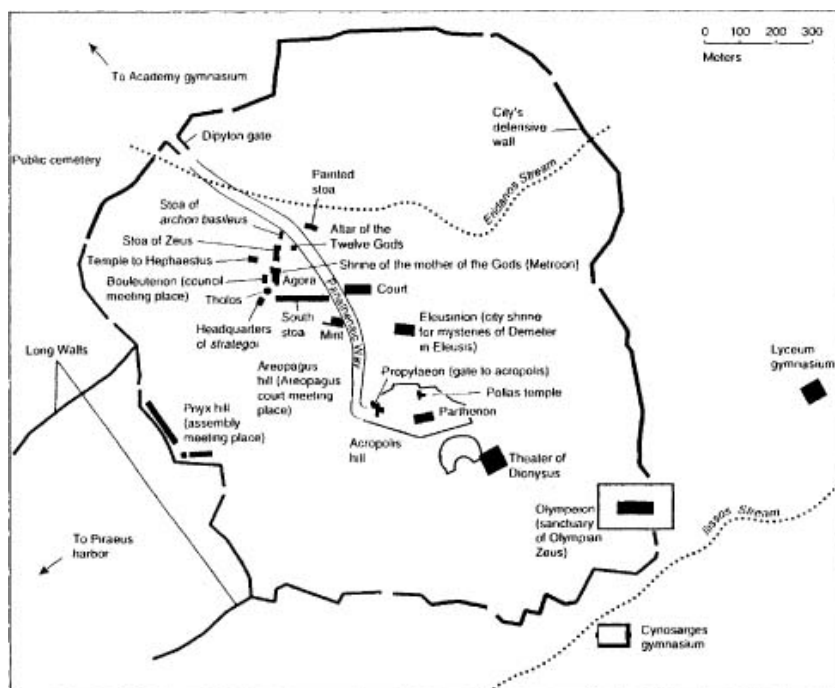 To Academy gymnasium
0 100 200 300
Meters
Dipylon gate
City's
defensive
wall
Public cemetery
Painted
stoa
Eridanos Stream
Stoa of
archon basileus
Altar of the
Twelve Gods
Stoa of Zeus
Temple to Hephaestus
Shrine of the mother of the Gods (Metroon)
Bouleuterion (council
meeting place)
Agora
Panathenaic Way
Court
Tholos
South
stoa
Mint
Eleusinion (city shrine
for mysteries of Demeter
in Eleusis)
Headquarters
of strategoi
Long Walls
Areopagus
hill (Areopagus
court meeting
place)
Propylaeon (gate to acropolis)
Polias temple
Lyceum
gymnasium
Pnyx hill
(assembly
meeting place)
Parthenon
Acropolis
hill
Theater of
Dionysus
Olympeion
(sanctuary
of Olympian
Zeus)
Ilissos Stream
To Piraeus
harbor
Cynosarges
gymnasium